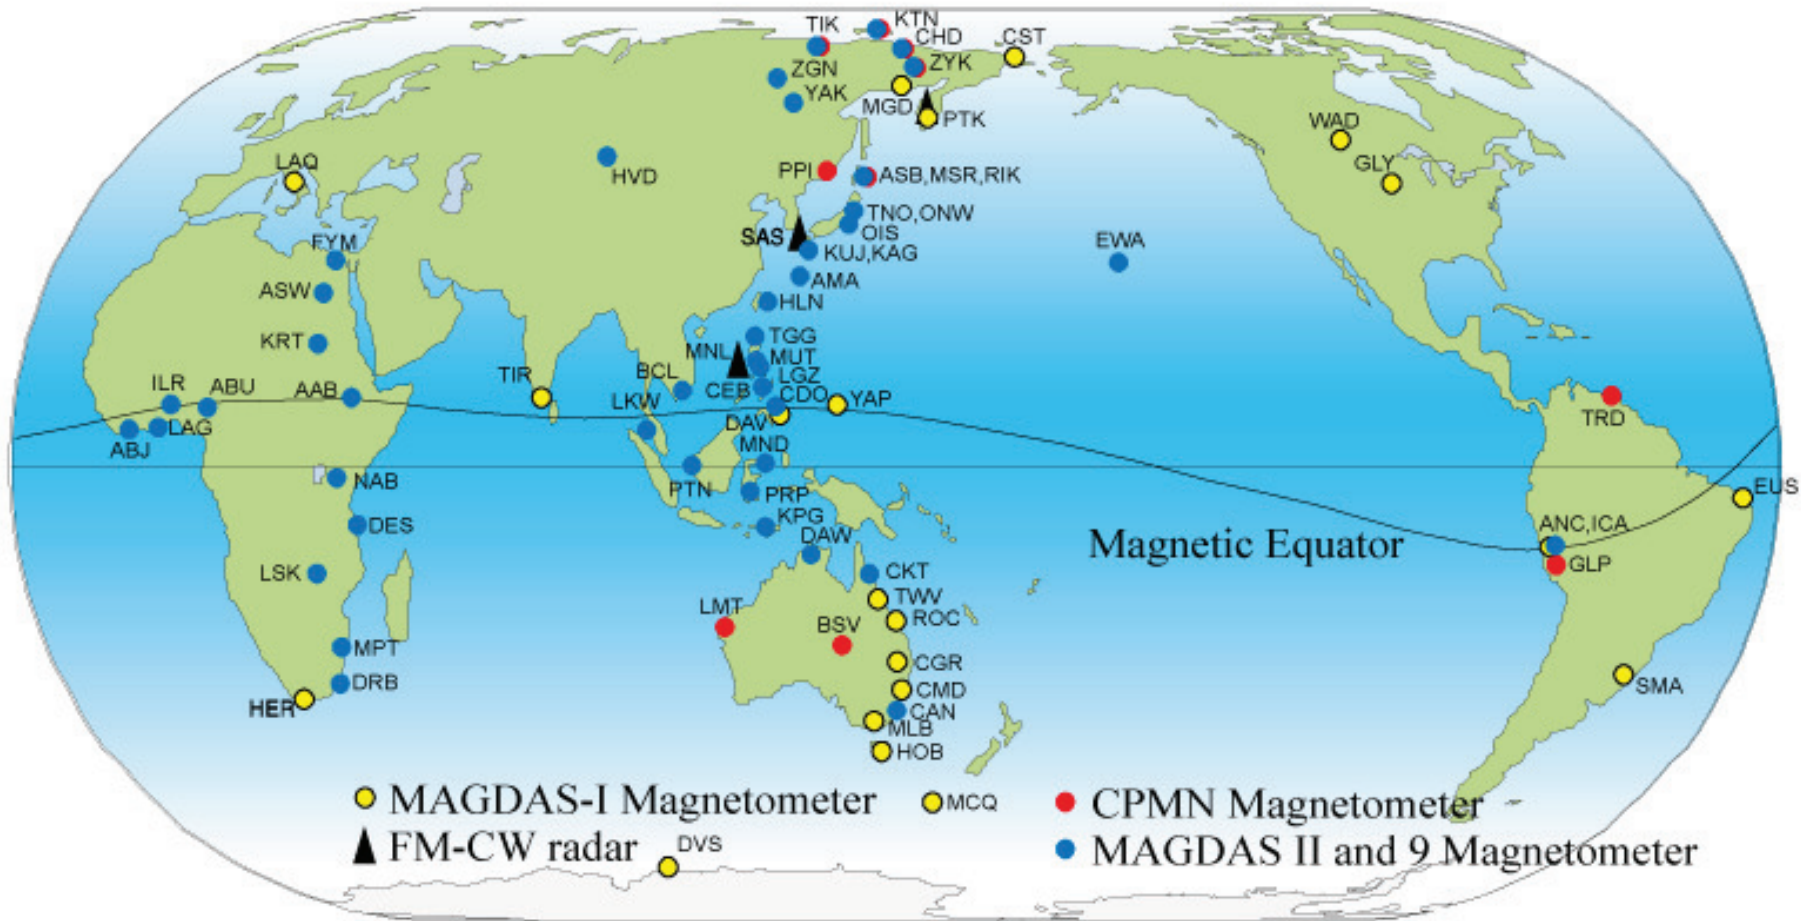 KTN
TIK
CHD
CST
ZGN
ZYK
YAK
MGD
PTK
WAD
LAQ
GLY
HVD
PPI
ASB,MSR,RIK
TNO,ONW
OIS
SAS
FYM
EWA
KUJ,KAG
AMA
ASW
HLN
KRT
TGG
MNL
MUT
BCL
TIR
LGZ
ILR
ABU
AAB
CEB
CDO
LKW
YAP
TRD
LAG
DAV
ABJ
MND
NAB
PTN
PRP
EUS
DES
KPG
ANC,ICA
Magnetic Equator
DAW
GLP
LSK
CKT
TWV
LMT
ROC
BSV
MPT
CGR
DRB
CMD
SMA
HER
CAN
MLB
HOB
MAGDAS-I Magnetometer
MCQ
CPMN Magnetometer
FM-CW radar
DVS
MAGDAS II and 9 Magnetometer